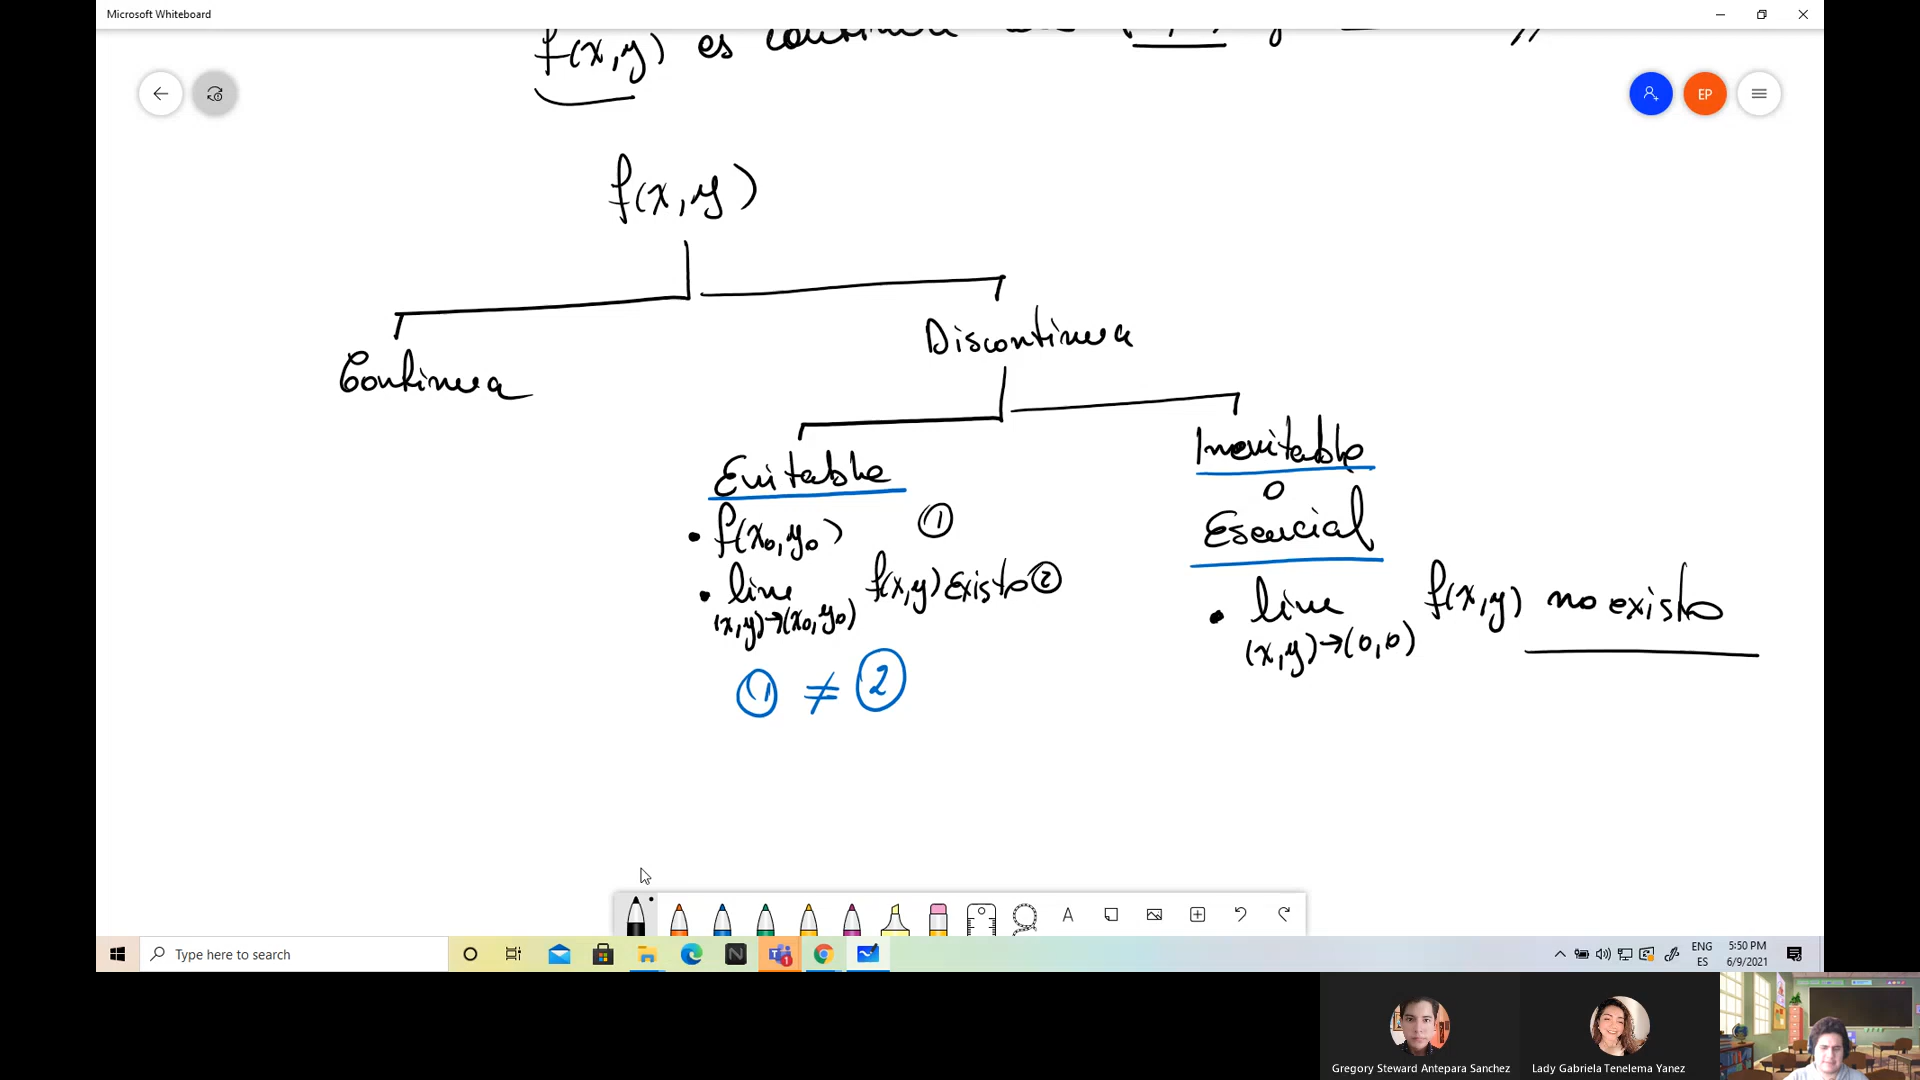 Microsoft Whiteboard
f(x,y) es continua
EP
f(x,y)
Continua
Discontinua
Evitable
Inevitable
o
Esencial
• f(x₀,y₀) ①
• lim f(x,y) Existe ②
(x,y)→(x₀,y₀)
① ≠ ②
• lim f(x,y) no existe
(x,y)→(0,0)
A
Type here to search
N
1
ENG
ES
5:50 PM
6/9/2021
Gregory Steward Antepara Sanchez
Lady Gabriela Tenelema Yanez